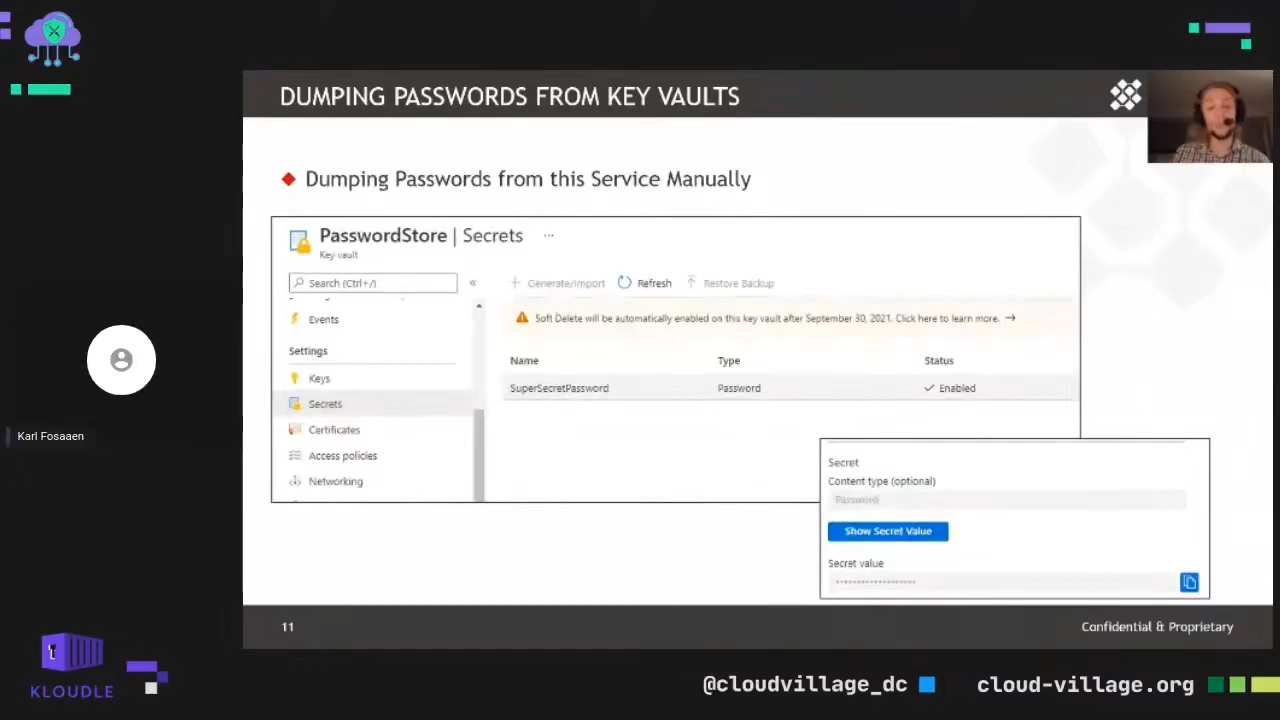 DUMPING PASSWORDS FROM KEY VAULTS
Dumping Passwords from this Service Manually
PasswordStore | Secrets ...
Key vault
Search (Ctrl+/)
«
Generate/Import
Refresh
Restore Backup
Events
Settings
Keys
Secrets
Certificates
Access policies
Networking
Soft Delete will be automatically enabled on this key vault after September 30, 2021. Click here to learn more. →
Name Type Status
SuperSecretPassword Password ✓ Enabled
Secret
Content type (optional)
Password
Show Secret Value
Secret value
Karl Fosaaen
11
Confidential & Proprietary
KLOUDLE
@cloudvillage_dc
cloud-village.org